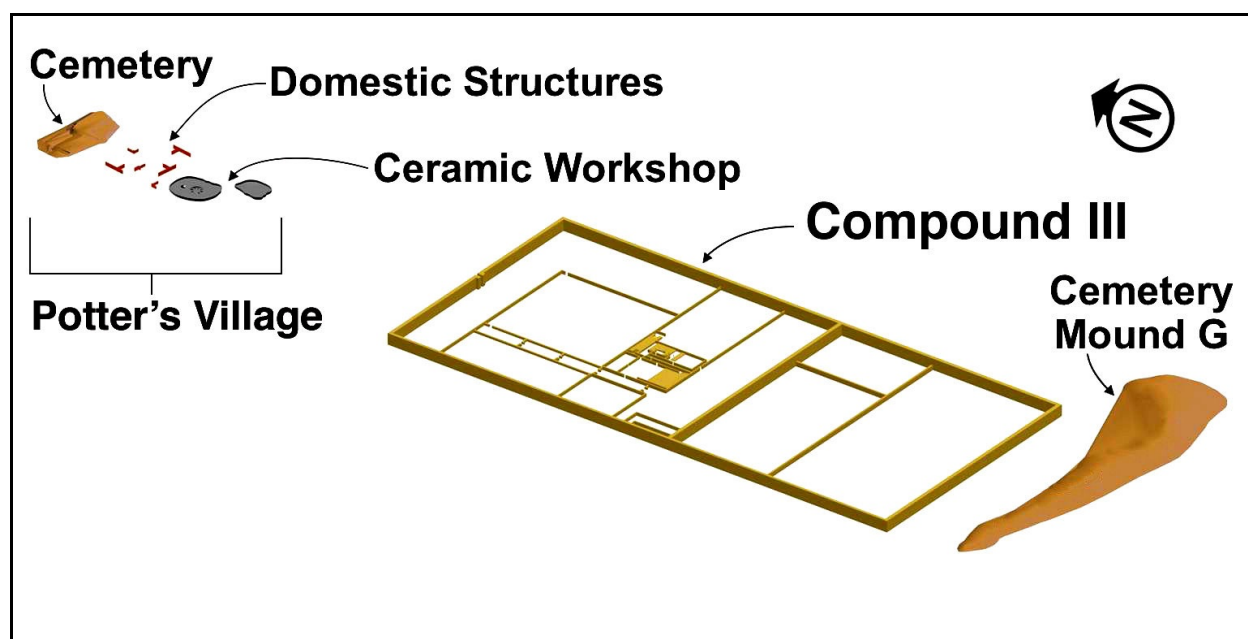 Cemetery
Domestic Structures
Ceramic Workshop
Potter's Village
Compound III
Cemetery
Mound G
N